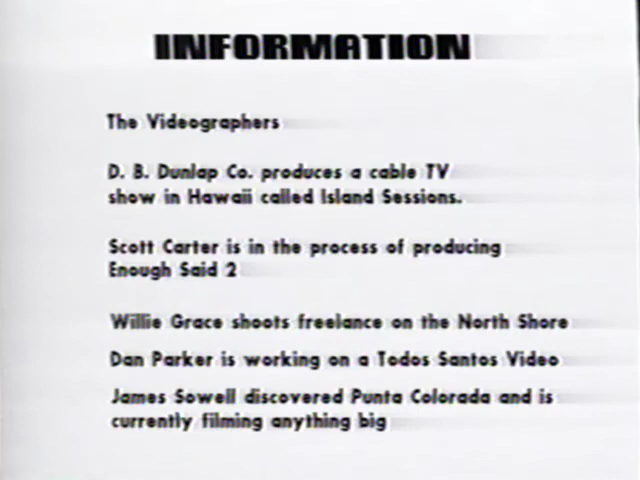 INFORMATION
The Videographers
D. B. Dunlap Co. produces a cable TV
show in Hawaii called Island Sessions.
Scott Carter is in the process of producing
Enough Said 2
Willie Grace shoots freelance on the North Shore
Dan Parker is working on a Todos Santos Video
James Sowell discovered Punta Colorada and is
currently filming anything big